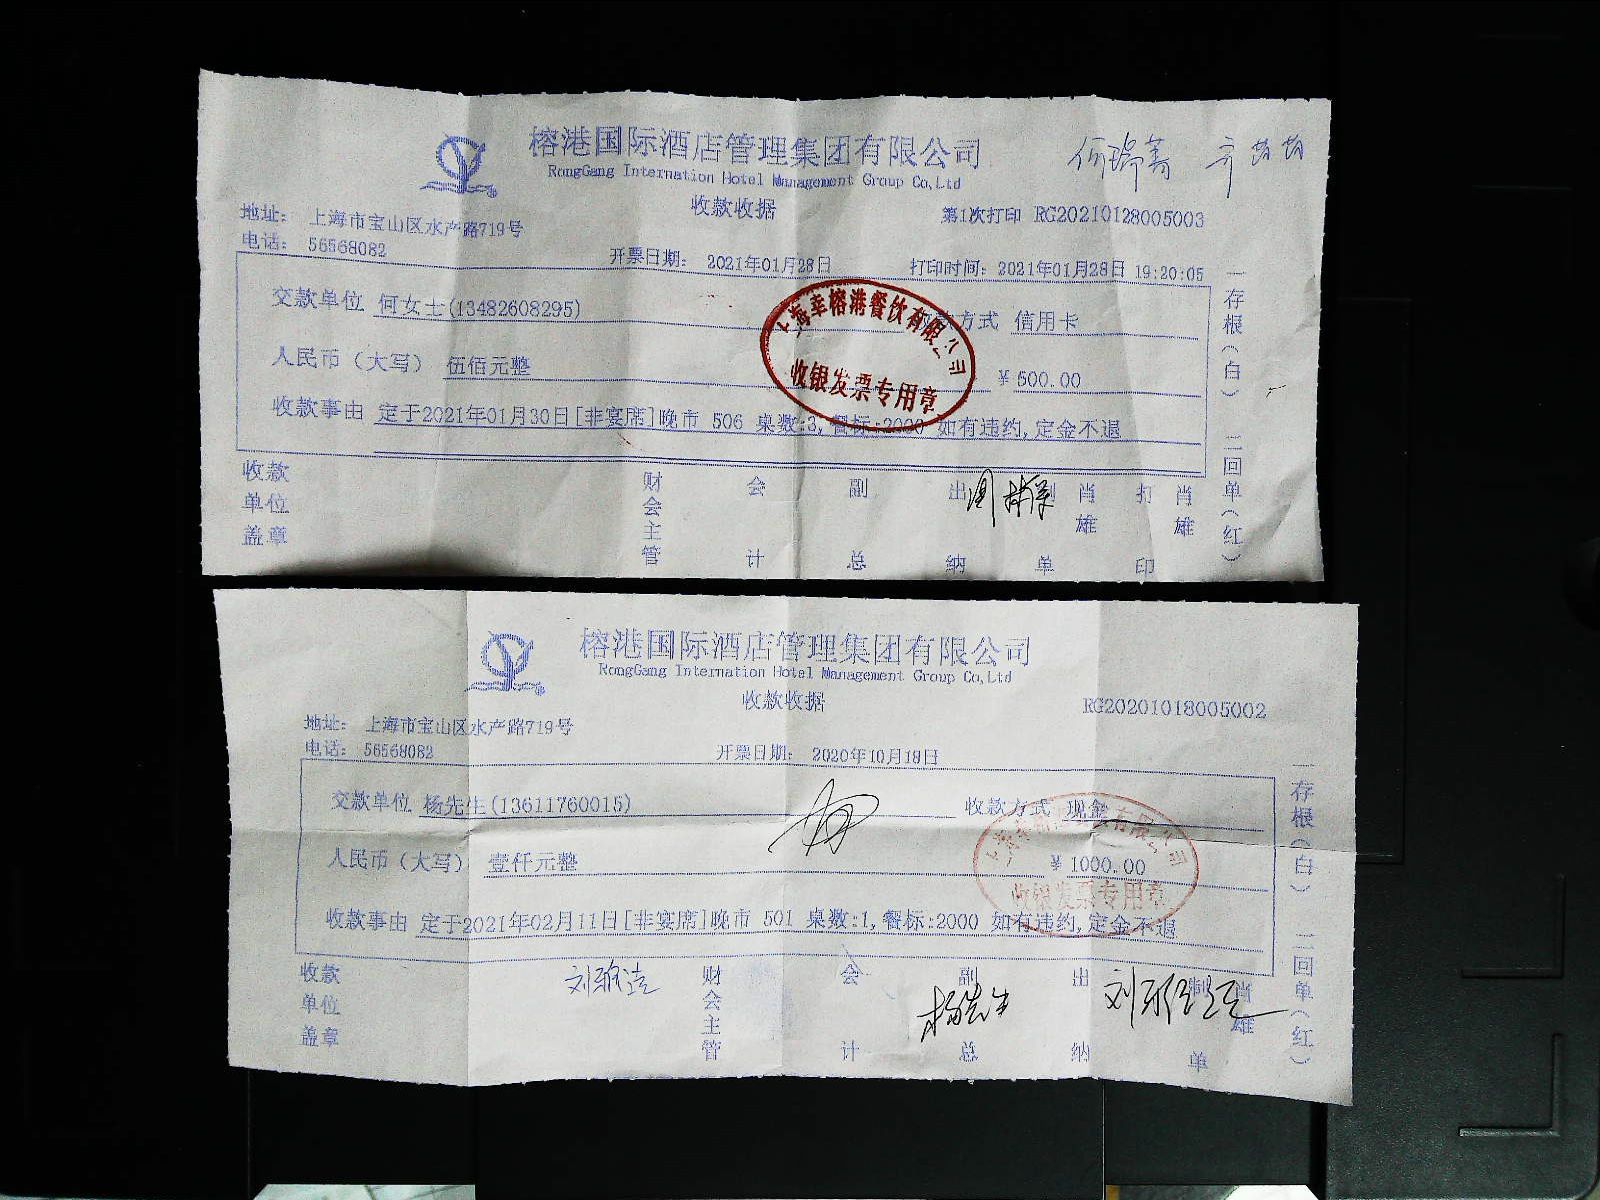 榕港国际酒店管理集团有限公司
RongGang Internation Hotel Management Group Co,Ltd
收款收据
第1次打印 RG20210128005003
地址: 上海市宝山区水产路719号
电话: 56568082
开票日期: 2021年01月28日
打印时间: 2021年01月28日 19:20:05
交款单位 何女士(13482608295)
方式 信用卡
人民币（大写） 伍佰元整
￥500.00
收款事由 定于2021年01月30日[非宴席]晚市 506 桌数:3,餐标:2000 如有违约,定金不退
上海幸榕港餐饮有限公司
收银发票专用章
收款单位盖章
财会主管
会计
副总
出纳
制单
肖雄
打印
肖雄
一存根（白） 二回单（红）
榕港国际酒店管理集团有限公司
RongGang Internation Hotel Management Group Co,Ltd
收款收据
RG20201018005002
地址: 上海市宝山区水产路719号
电话: 56568082
开票日期: 2020年10月18日
交款单位 杨先生(13611760015)
收款方式 现金
人民币（大写） 壹仟元整
￥1000.00
收款事由 定于2021年02月11日[非宴席]晚市 501 桌数:1,餐标:2000 如有违约,定金不退
收银发票专用章
收款单位盖章
财会主管
会计
副总
杨先生
出纳
制单
肖雄
一存根（白） 二回单（红）